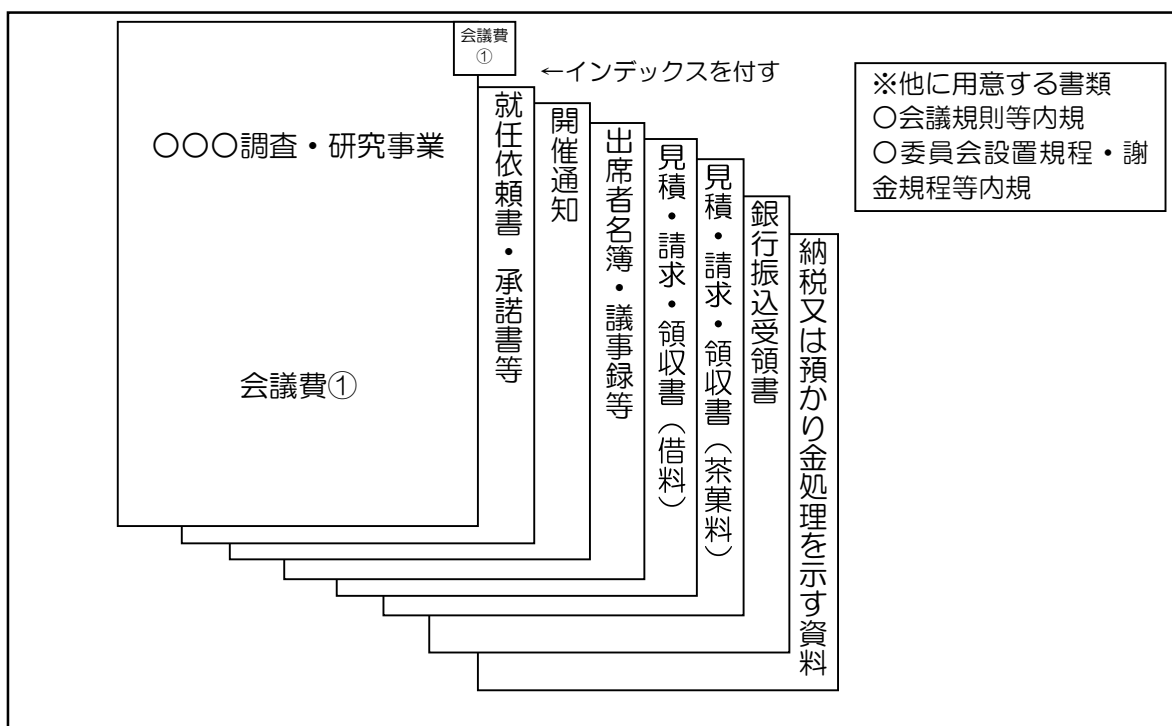 会議費
①
←インデックスを付す
〇〇〇調査・研究事業
会議費①
就任依頼書・承諾書等
開催通知
出席者名簿・議事録等
見積・請求・領収書（借料）
見積・請求・領収書（茶菓料）
銀行振込受領書
納税又は預かり金処理を示す資料
※他に用意する書類
〇会議規則等内規
〇委員会設置規程・謝
金規程等内規